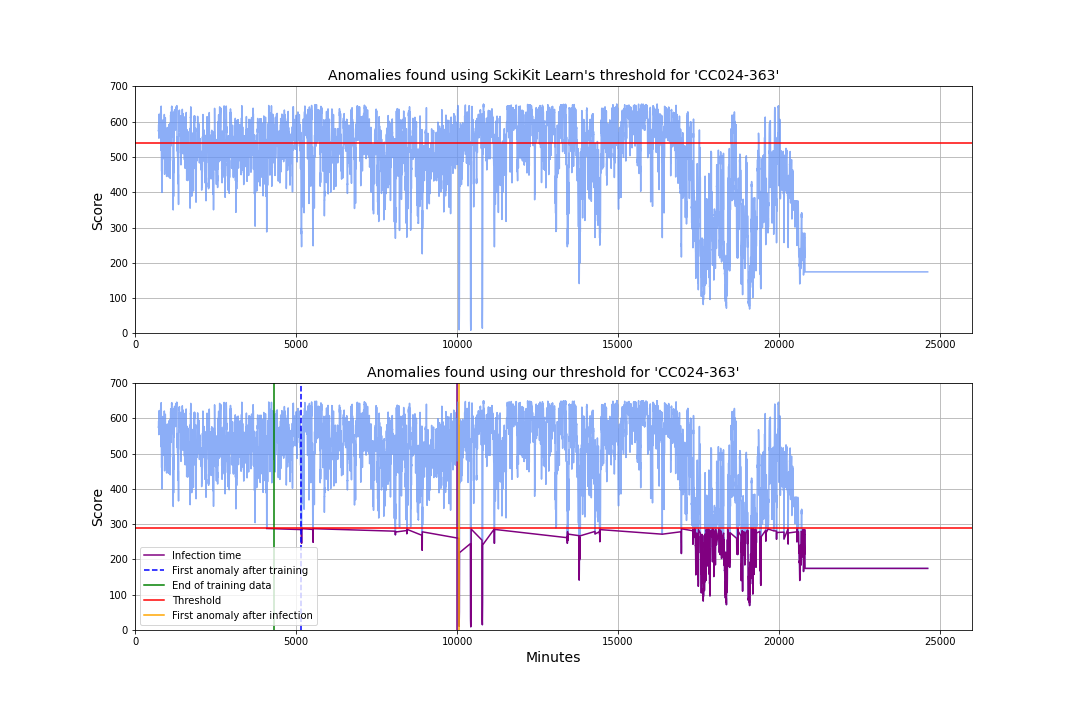 Anomalies found using SckiKit Learn's threshold for 'CC024-363'
700
600
500
400
300
200
100
0
Score
0 5000 10000 15000 20000 25000
Anomalies found using our threshold for 'CC024-363'
700
600
500
400
300
200
100
0
Score
Infection time
First anomaly after training
End of training data
Threshold
First anomaly after infection
0 5000 10000 15000 20000 25000
Minutes